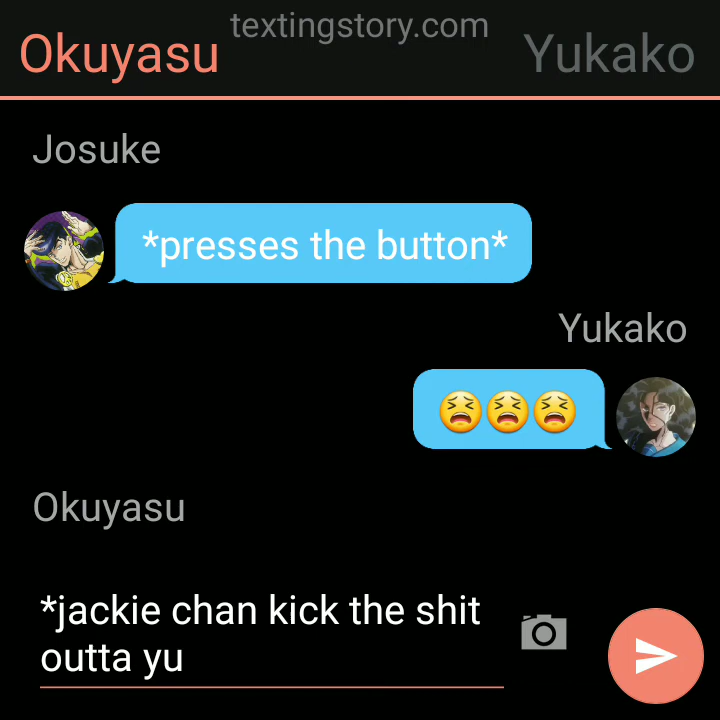 textingstory.com
Okuyasu
Yukako
Josuke
*presses the button*
Yukako
😫😫😫
Okuyasu
*jackie chan kick the shit
outta yu